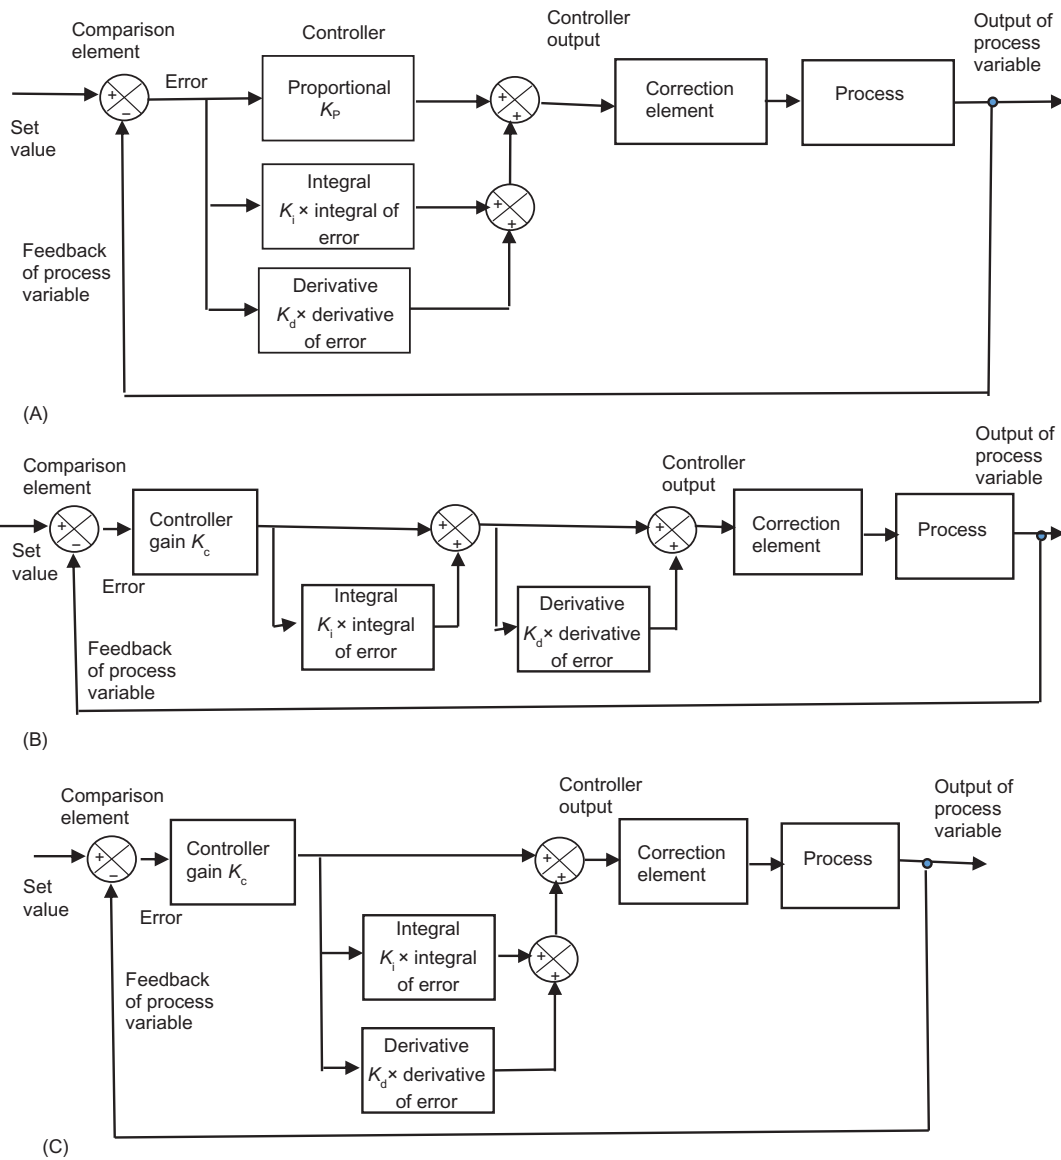 Comparison
element
Controller
Controller
output
Output of
process
variable
Error
Proportional
KP
Correction
element
Process
+
−
+
+
Set
value
Integral
Ki × integral of
error
+
+
Feedback
of process
variable
Derivative
Kd × derivative
of error
(A)
Comparison
element
Controller
output
Output of
process
variable
Controller
gain Kc
+
−
+
+
+
+
Correction
element
Process
Set
value
Error
Integral
Ki × integral
of error
Derivative
Kd × derivative
of error
Feedback
of process
variable
(B)
Comparison
element
Controller
output
Output of
process
variable
Controller
gain Kc
+
−
+
+
Correction
element
Process
Set
value
Error
Integral
Ki × integral
of error
+
+
Feedback
of process
variable
Derivative
Kd × derivative
of error
(C)